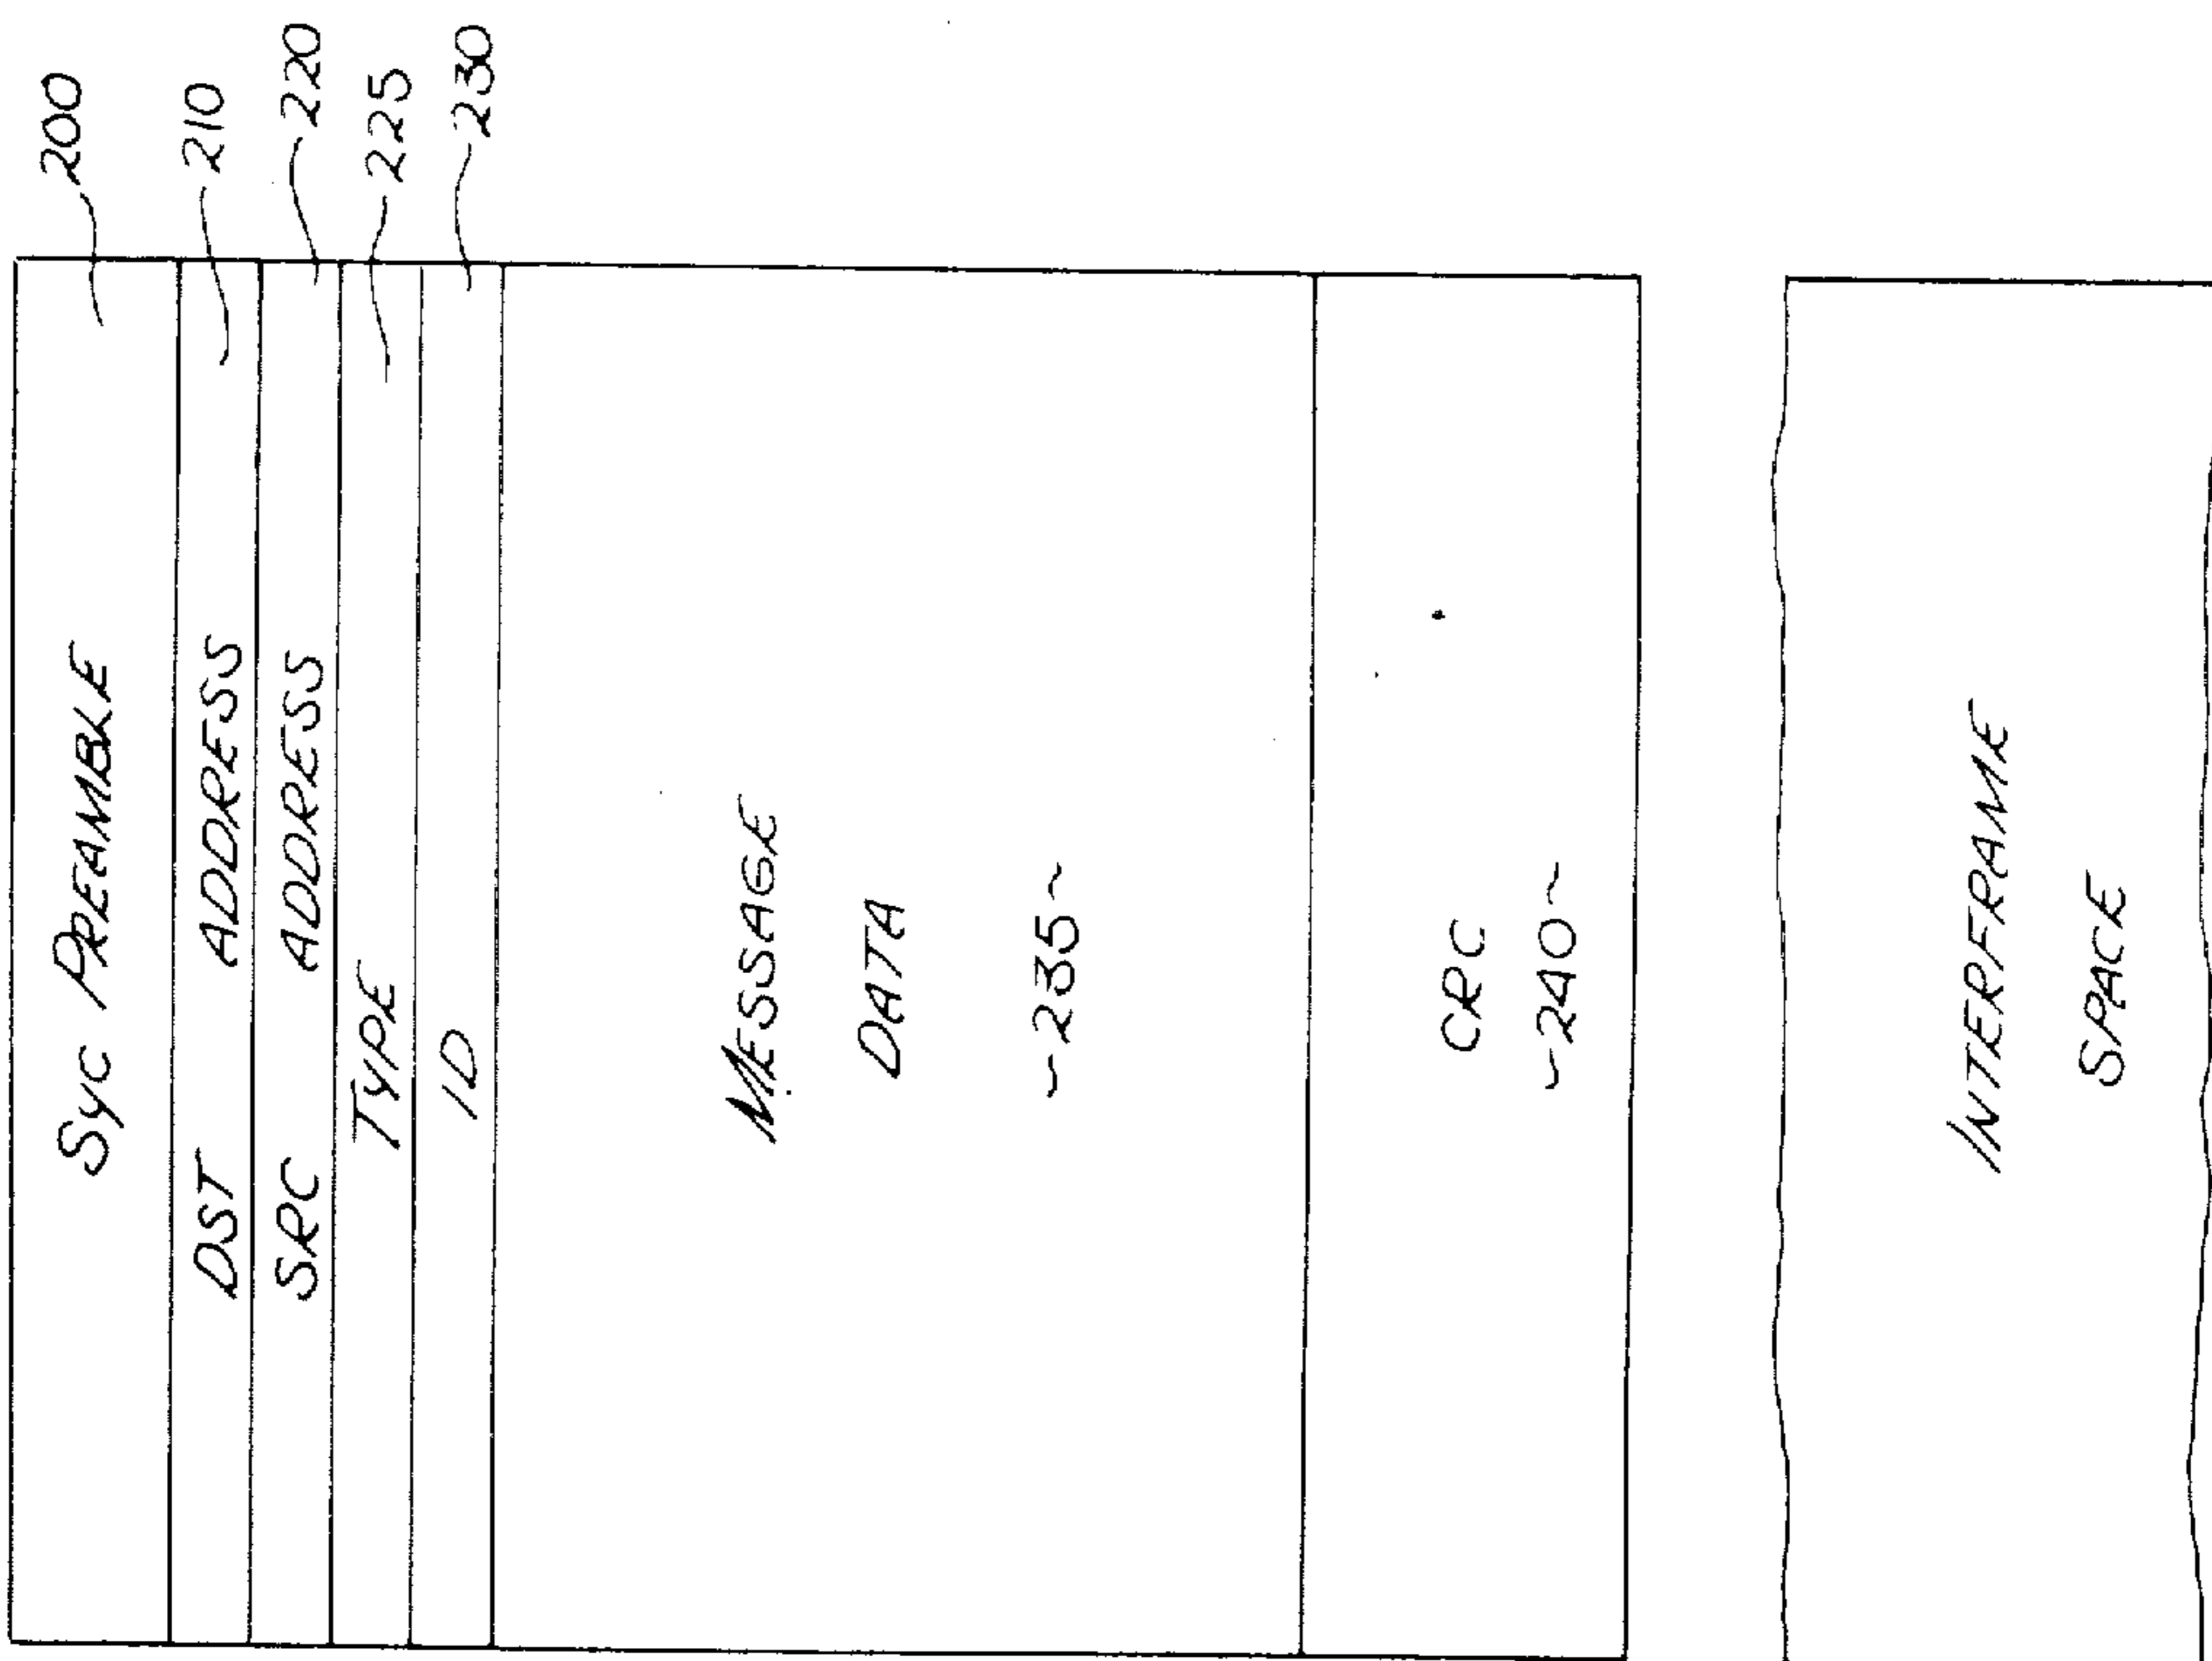 SYC PREAMBLE
200
DST ADDRESS
210
SRC ADDRESS
220
TYPE
225
ID
230
MESSAGE
DATA
~235~
CRC
~240~
INTERFRAME
SPACE